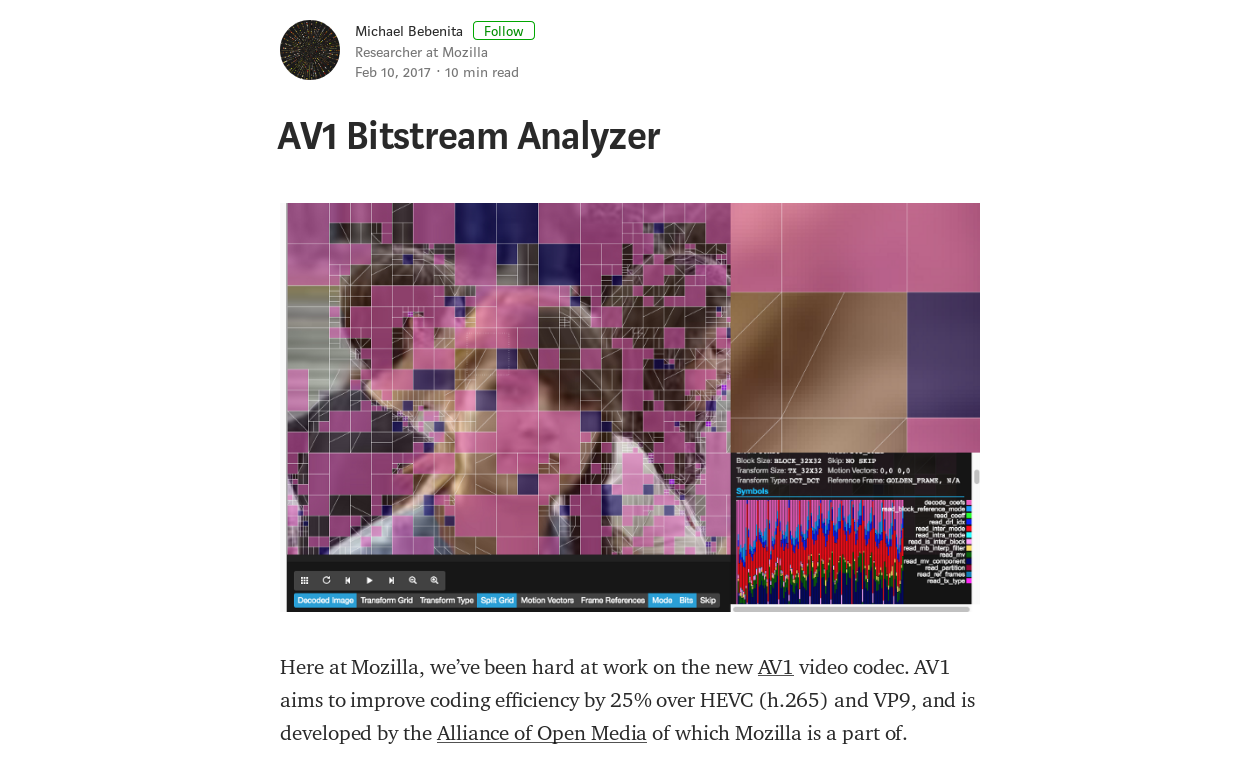 Michael Bebenita Follow
Researcher at Mozilla
Feb 10, 2017 · 10 min read
AV1 Bitstream Analyzer
Block Size: BLOCK_32X32 Skip: NO SKIP
Transform Size: TX_32X32 Motion Vectors: 0,0 0,0
Transform Type: DCT_DCT Reference Frame: GOLDEN_FRAME, N/A
Symbols
decode_coefs
read_block_reference_mode
read_coeff
read_drl_idx
read_inter_mode
read_intra_mode
read_is_inter_block
read_mb_interp_filter
read_mv
read_mv_component
read_partition
read_ref_frames
read_tx_type
Decoded Image Transform Grid Transform Type Split Grid Motion Vectors Frame References Mode Bits Skip
Here at Mozilla, we’ve been hard at work on the new AV1 video codec. AV1
aims to improve coding efficiency by 25% over HEVC (h.265) and VP9, and is
developed by the Alliance of Open Media of which Mozilla is a part of.